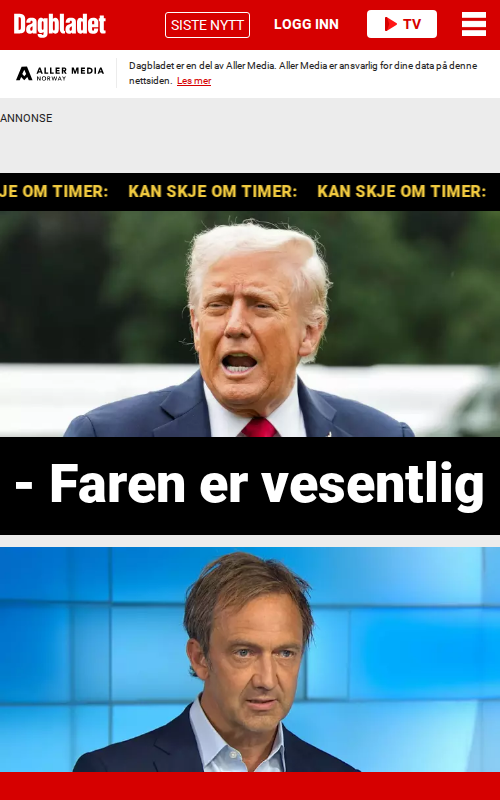 Dagbladet
SISTE NYTT
LOGG INN
TV
ALLER MEDIA
NORWAY
Dagbladet er en del av Aller Media. Aller Media er ansvarlig for dine data på denne
nettsiden. Les mer
ANNONSE
JE OM TIMER: KAN SKJE OM TIMER: KAN SKJE OM TIMER:
- Faren er vesentlig